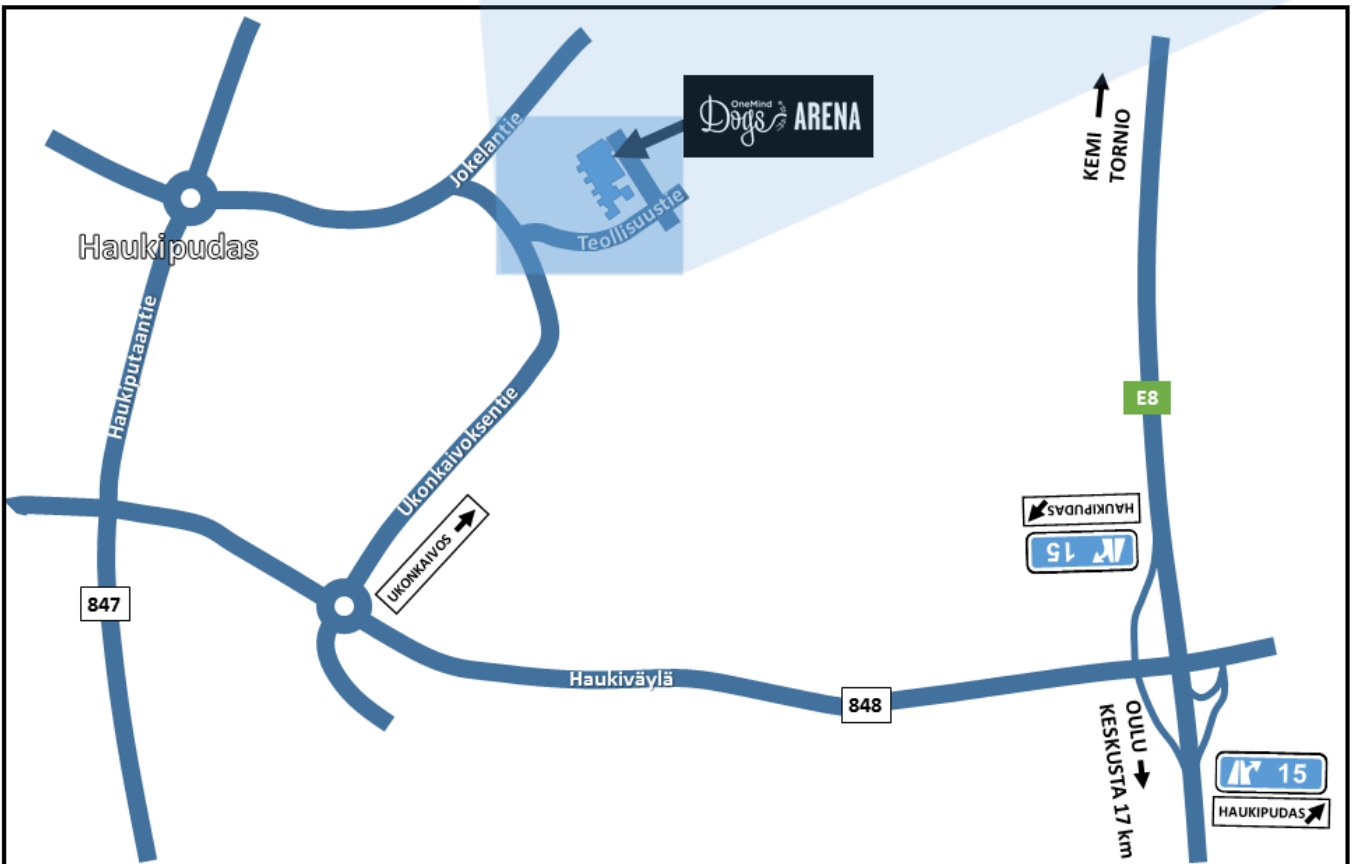 OneMind
Dogs ARENA
Jokelantie
Teollisuustie
KEMI
TORNIO
Haukipudas
Haukiputaantie
E8
Ukonkaivoksentie
HAUKIPUDAS
15
UKONKAIVOS
847
Haukiväylä
848
OULU
KESKUSTA 17 km
15
HAUKIPUDAS